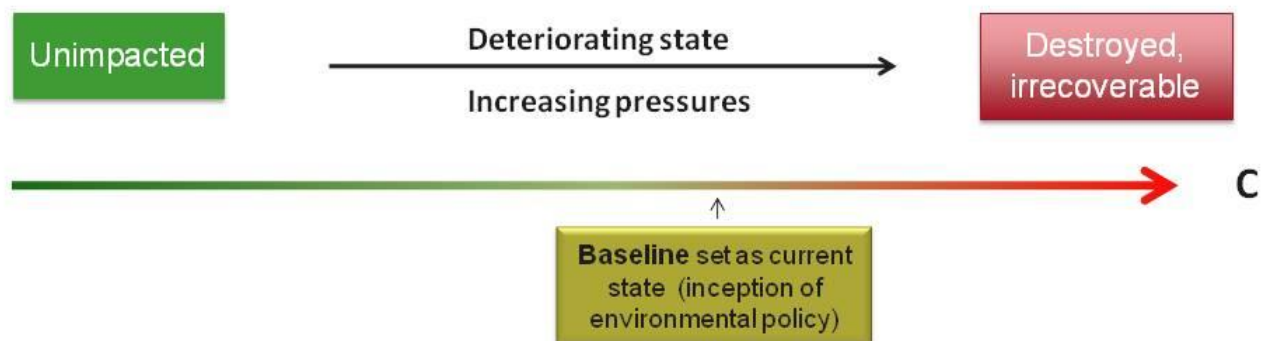 Unimpacted
Deteriorating state
Increasing pressures
Destroyed,
irrecoverable
C
Baseline set as current
state (inception of
environmental policy)